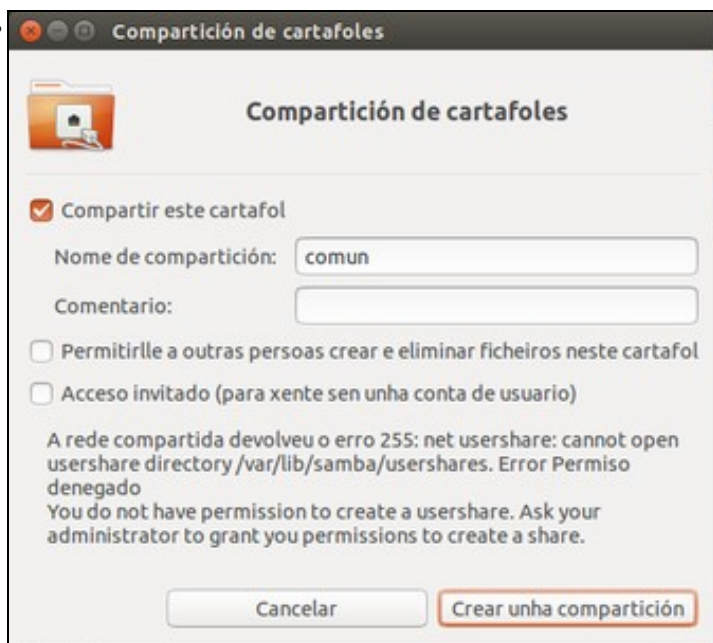 Compartición de cartafoles
Compartición de cartafoles
Compartir este cartafol
Nome de compartición: comun
Comentario:
Permitirlle a outras persoas crear e eliminar ficheiros neste cartafol
Acceso invitado (para xente sen unha conta de usuario)
A rede compartida devolveu o erro 255: net usershare: cannot open
usershare directory /var/lib/samba/usershares. Error Permiso
denegado
You do not have permission to create a usershare. Ask your
administrator to grant you permissions to create a share.
Cancelar Crear unha compartición